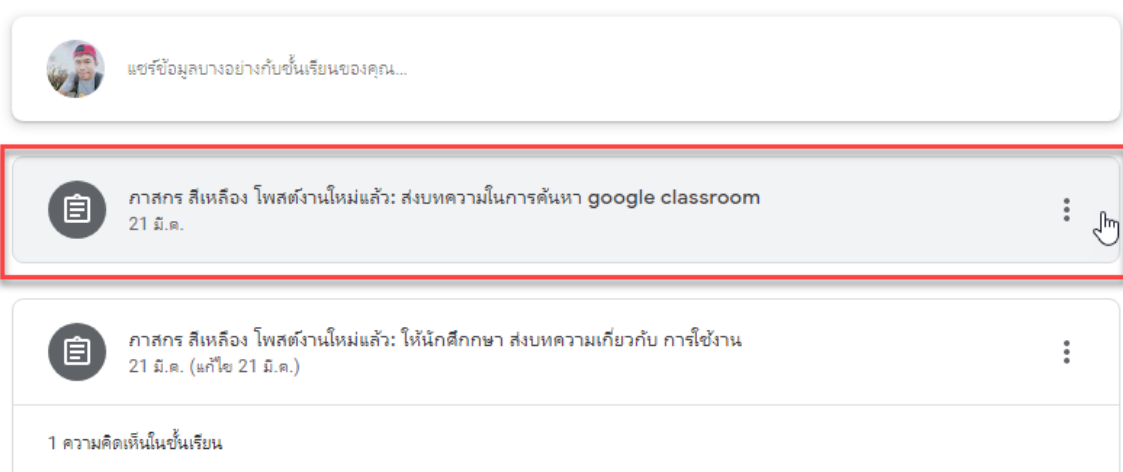 แชร์ข้อมูลบางอย่างกับชั้นเรียนของคุณ...
ภาสกร สีเหลือง โพสต์งานใหม่แล้ว: ส่งบทความในการค้นหา google classroom
21 มี.ค.
ภาสกร สีเหลือง โพสต์งานใหม่แล้ว: ให้นักศึกกษา ส่งบทความเกี่ยวกับ การใช้งาน
21 มี.ค. (แก้ไข 21 มี.ค.)
1 ความคิดเห็นในชั้นเรียน